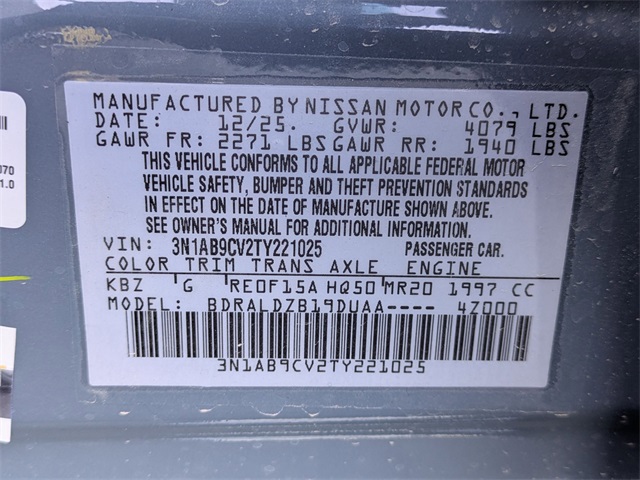 MANUFACTURED BY NISSAN MOTOR CO., LTD.
DATE: 12/25. GVWR: 4079 LBS
GAWR FR: 2271 LBS GAWR RR: 1940 LBS
THIS VEHICLE CONFORMS TO ALL APPLICABLE FEDERAL MOTOR
VEHICLE SAFETY, BUMPER AND THEFT PREVENTION STANDARDS
IN EFFECT ON THE DATE OF MANUFACTURE SHOWN ABOVE.
SEE OWNER'S MANUAL FOR ADDITIONAL INFORMATION.
VIN: 3N1AB9CV2TY221025 PASSENGER CAR.
COLOR TRIM TRANS AXLE ENGINE
KBZ G RE0F15A HQ50 MR20 1997 CC
MODEL: BDRALDZB19DUAA---- 4Z000
3N1AB9CV2TY221025